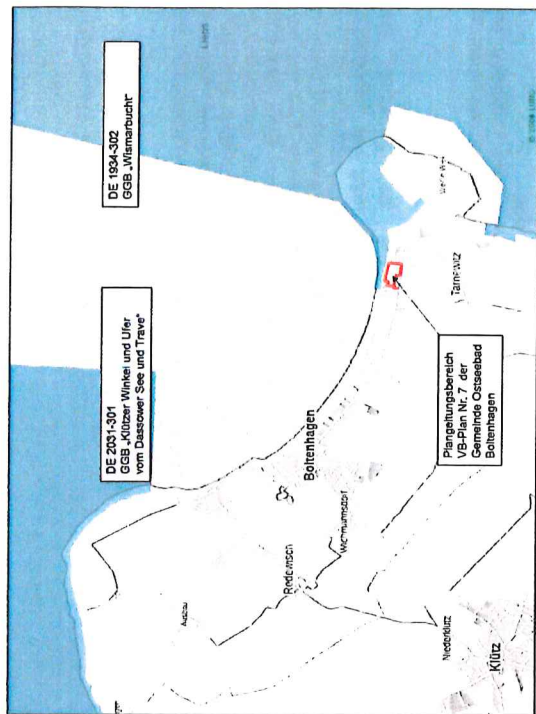 DE 1934-302
GGB „Wismarbucht"
DE 2031-301
GGB „Klützer Winkel und Ufer
vom Dassower See und Trave"
Boltenhagen
Redewisch
Wichmannsdorf
Tarnewitz
Plangeltungsbereich
VB-Plan Nr. 7 der
Gemeinde Ostseebad
Boltenhagen
Niederklütz
Klütz